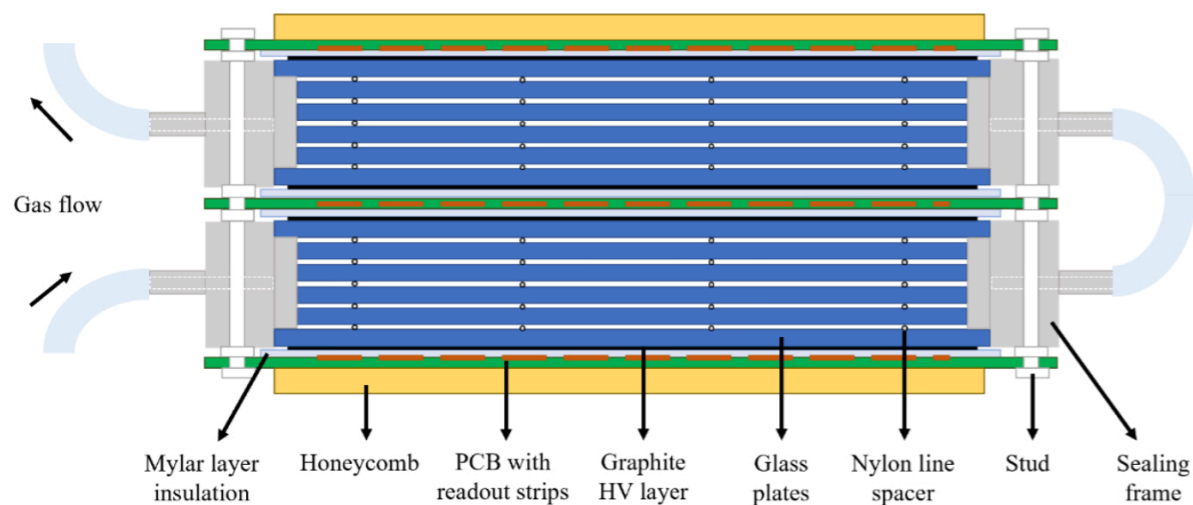 Gas flow
Mylar layer
insulation
Honeycomb
PCB with
readout strips
Graphite
HV layer
Glass
plates
Nylon line
spacer
Stud
Sealing
frame